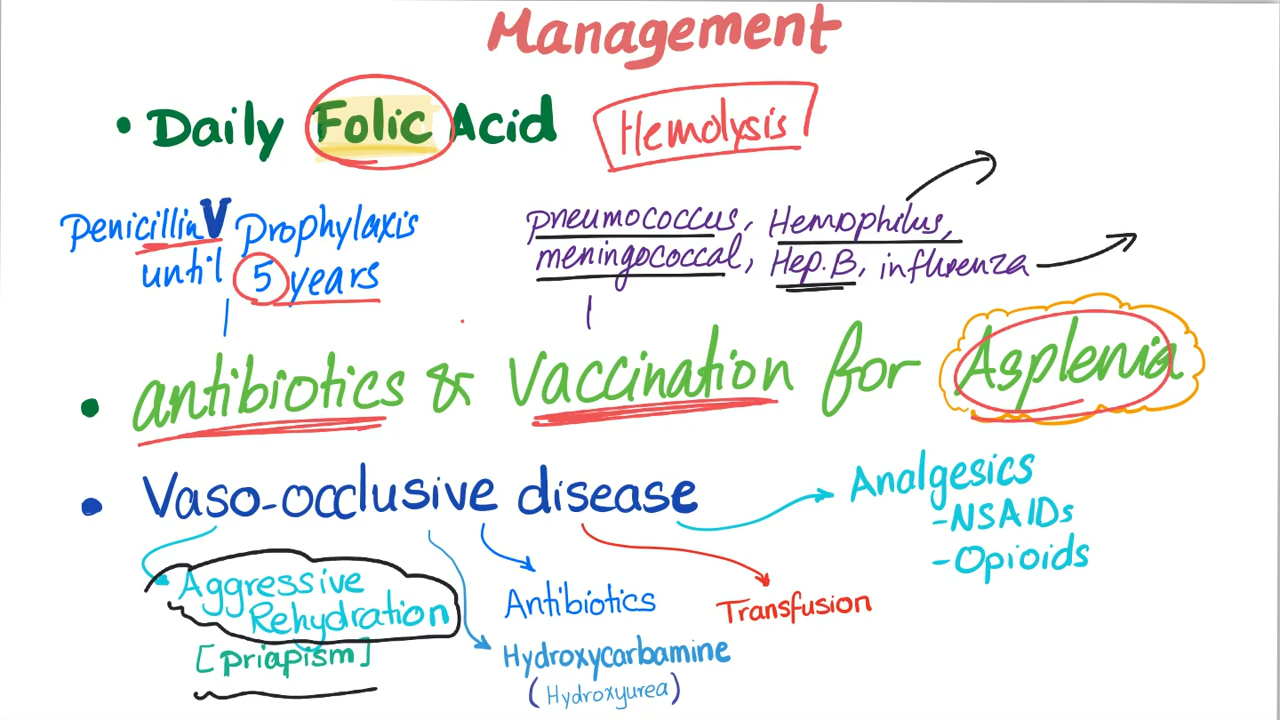 Management
• Daily Folic Acid Hemolysis
Penicillin V Prophylaxis
until 5 years
pneumococcus, Hemophilus,
meningococcal, Hep.B, influenza
• antibiotics & Vaccination for Asplenia
• Vaso-occlusive disease
Analgesics
-NSAIDs
-Opioids
Aggressive
Rehydration
[priapism]
Antibiotics
Transfusion
Hydroxycarbamine
(Hydroxyurea)